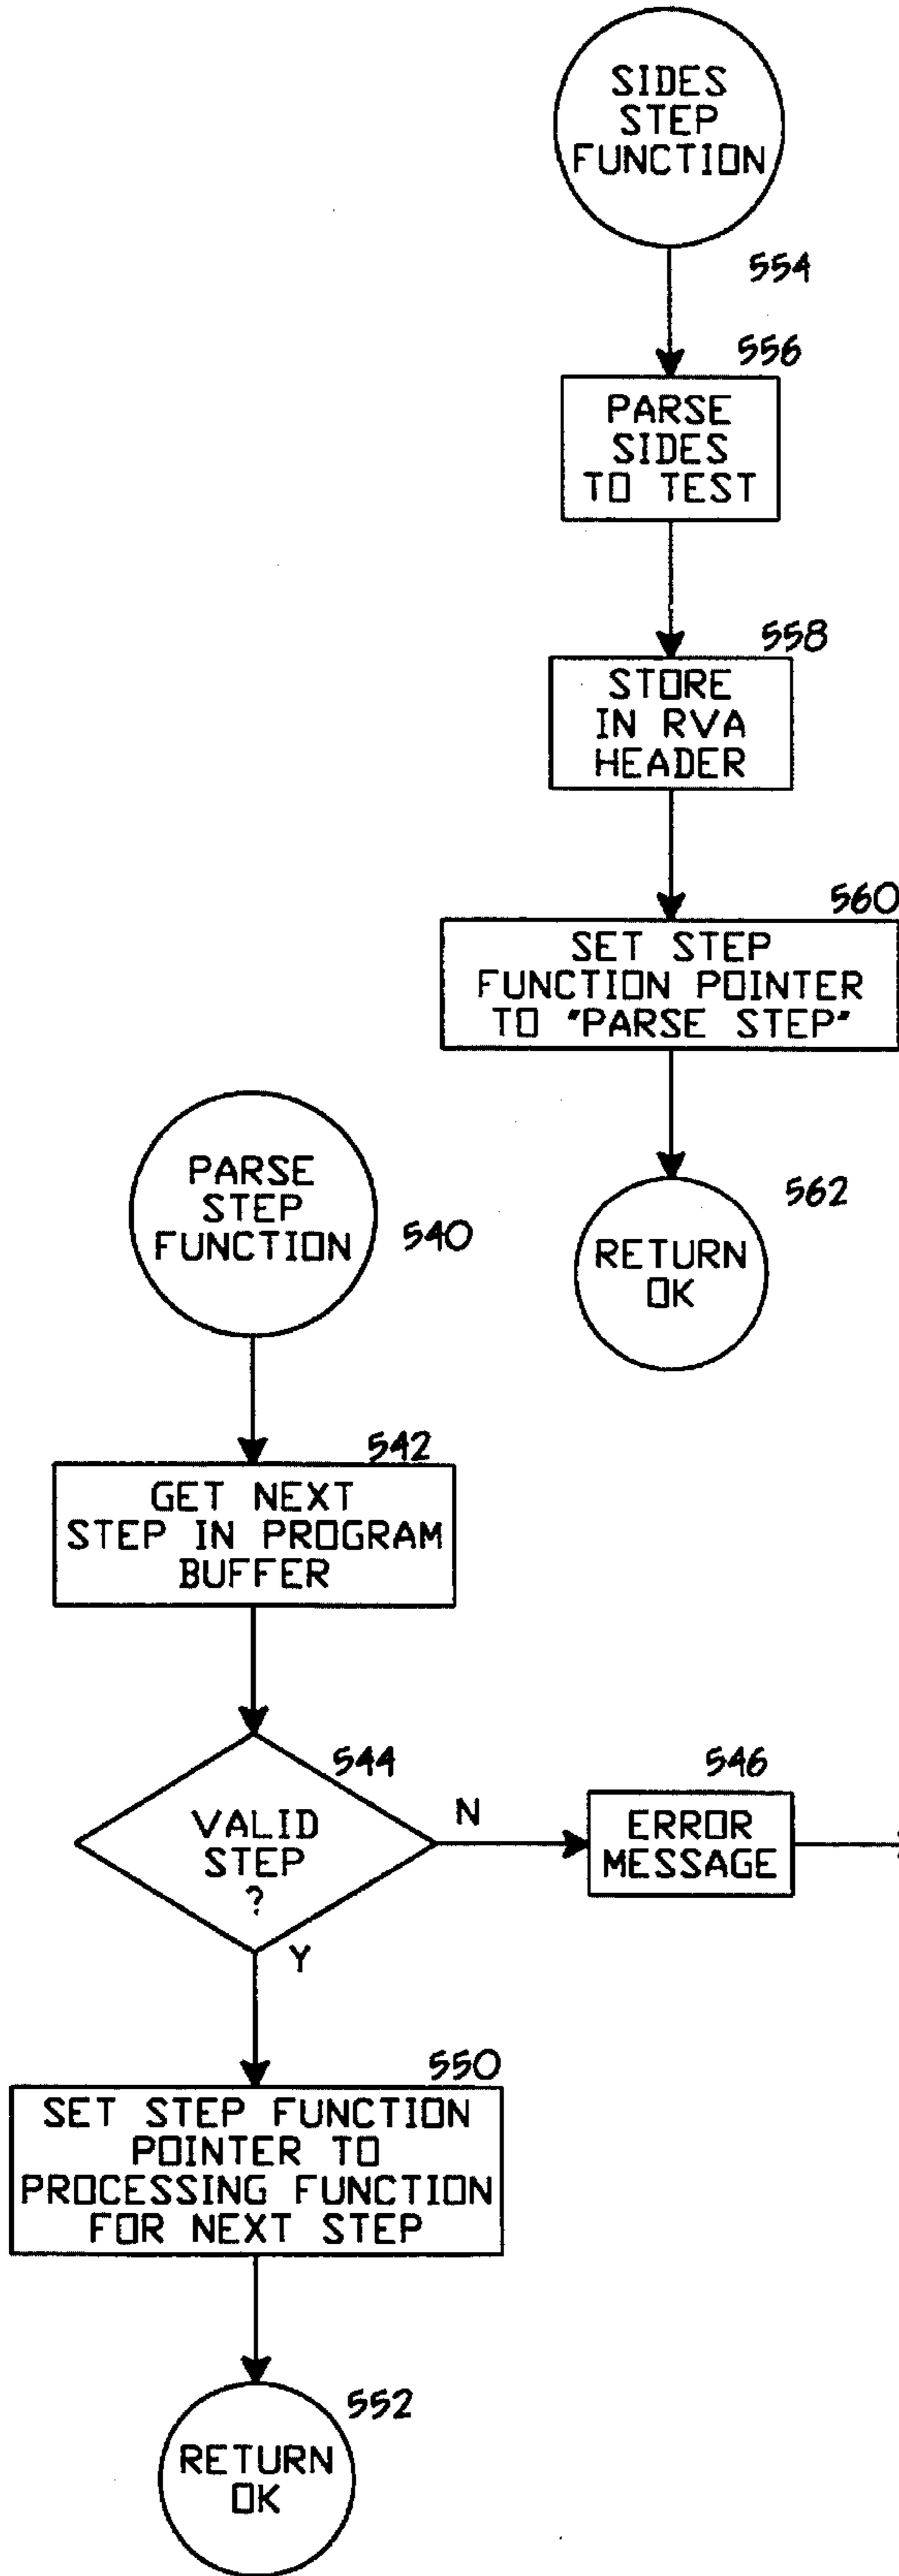 SIDES
STEP
FUNCTION
554
556
PARSE
SIDES
TO TEST
558
STORE
IN RVA
HEADER
560
SET STEP
FUNCTION POINTER
TO "PARSE STEP"
562
RETURN
OK
PARSE
STEP
FUNCTION
540
542
GET NEXT
STEP IN PROGRAM
BUFFER
544
VALID
STEP
?
N
Y
546
ERROR
MESSAGE
550
SET STEP FUNCTION
POINTER TO
PROCESSING FUNCTION
FOR NEXT STEP
552
RETURN
OK